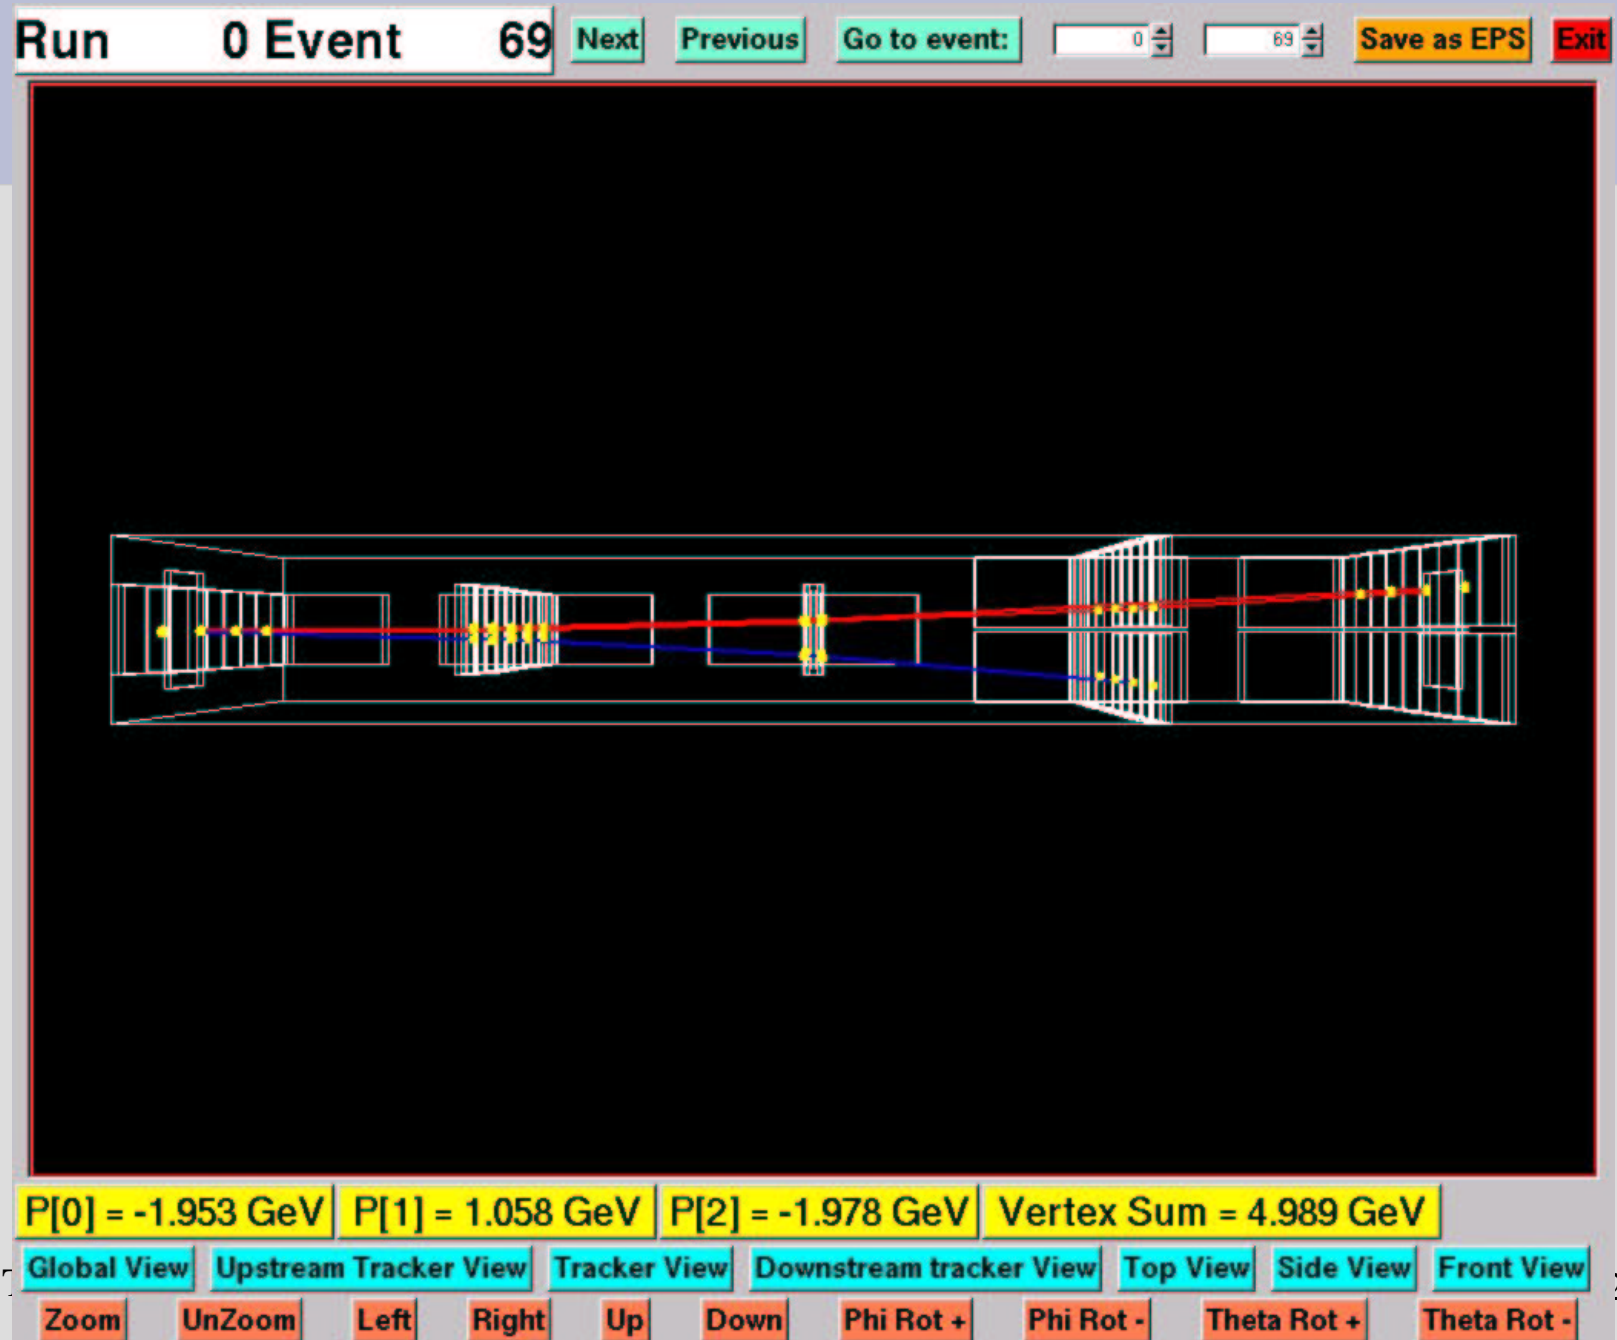 Run 0 Event 69 Next Previous Go to event: 0 69 Save as EPS Exit
P[0] = -1.953 GeV P[1] = 1.058 GeV P[2] = -1.978 GeV Vertex Sum = 4.989 GeV
Global View Upstream Tracker View Tracker View Downstream tracker View Top View Side View Front View
Zoom UnZoom Left Right Up Down Phi Rot + Phi Rot - Theta Rot + Theta Rot -